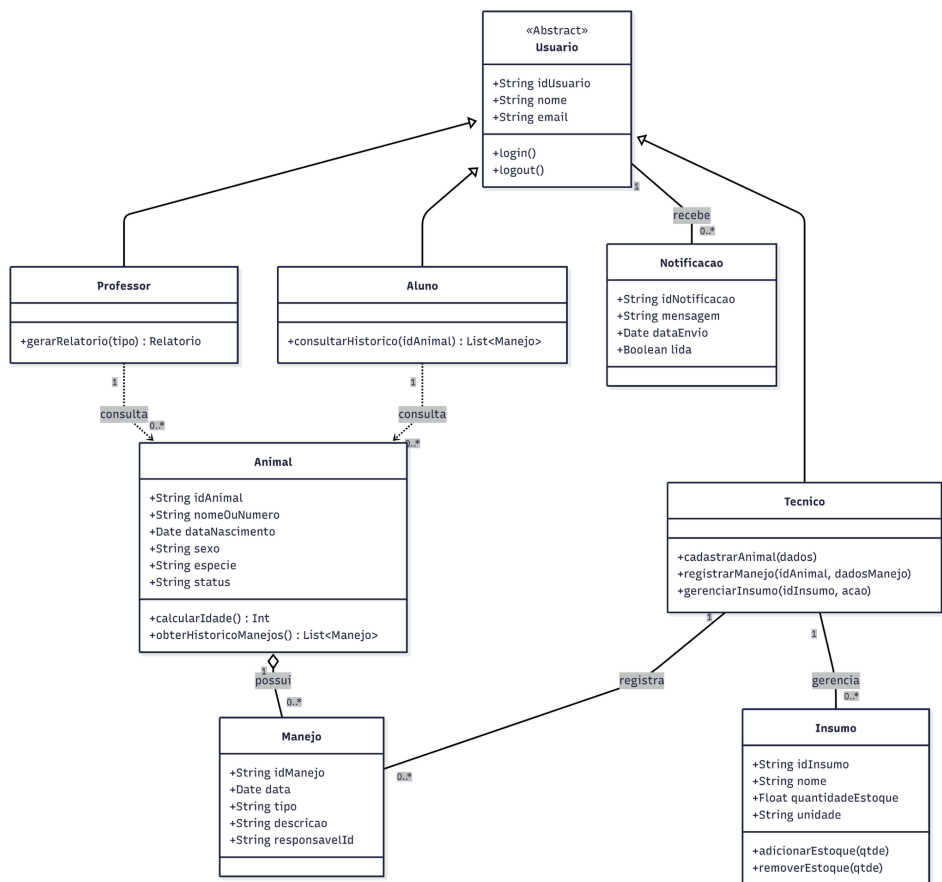 «Abstract»
Usuario
+String idUsuario
+String nome
+String email
+login()
+logout()
1
recebe
0..*
Professor
+gerarRelatorio(tipo) : Relatorio
Aluno
+consultarHistorico(idAnimal) : List<Manejo>
Notificacao
+String idNotificacao
+String mensagem
+Date dataEnvio
+Boolean lida
1
consulta
0..*
1
consulta
0..*
Animal
+String idAnimal
+String nomeOuNumero
+Date dataNascimento
+String sexo
+String especie
+String status
+calcularIdade() : Int
+obterHistoricoManejos() : List<Manejo>
Tecnico
+cadastrarAnimal(dados)
+registrarManejo(idAnimal, dadosManejo)
+gerenciarInsumo(idInsumo, acao)
1
possui
0..*
1
registra
0..*
1
gerencia
0..*
Manejo
+String idManejo
+Date data
+String tipo
+String descricao
+String responsavelId
Insumo
+String idInsumo
+String nome
+Float quantidadeEstoque
+String unidade
+adicionarEstoque(qtde)
+removerEstoque(qtde)